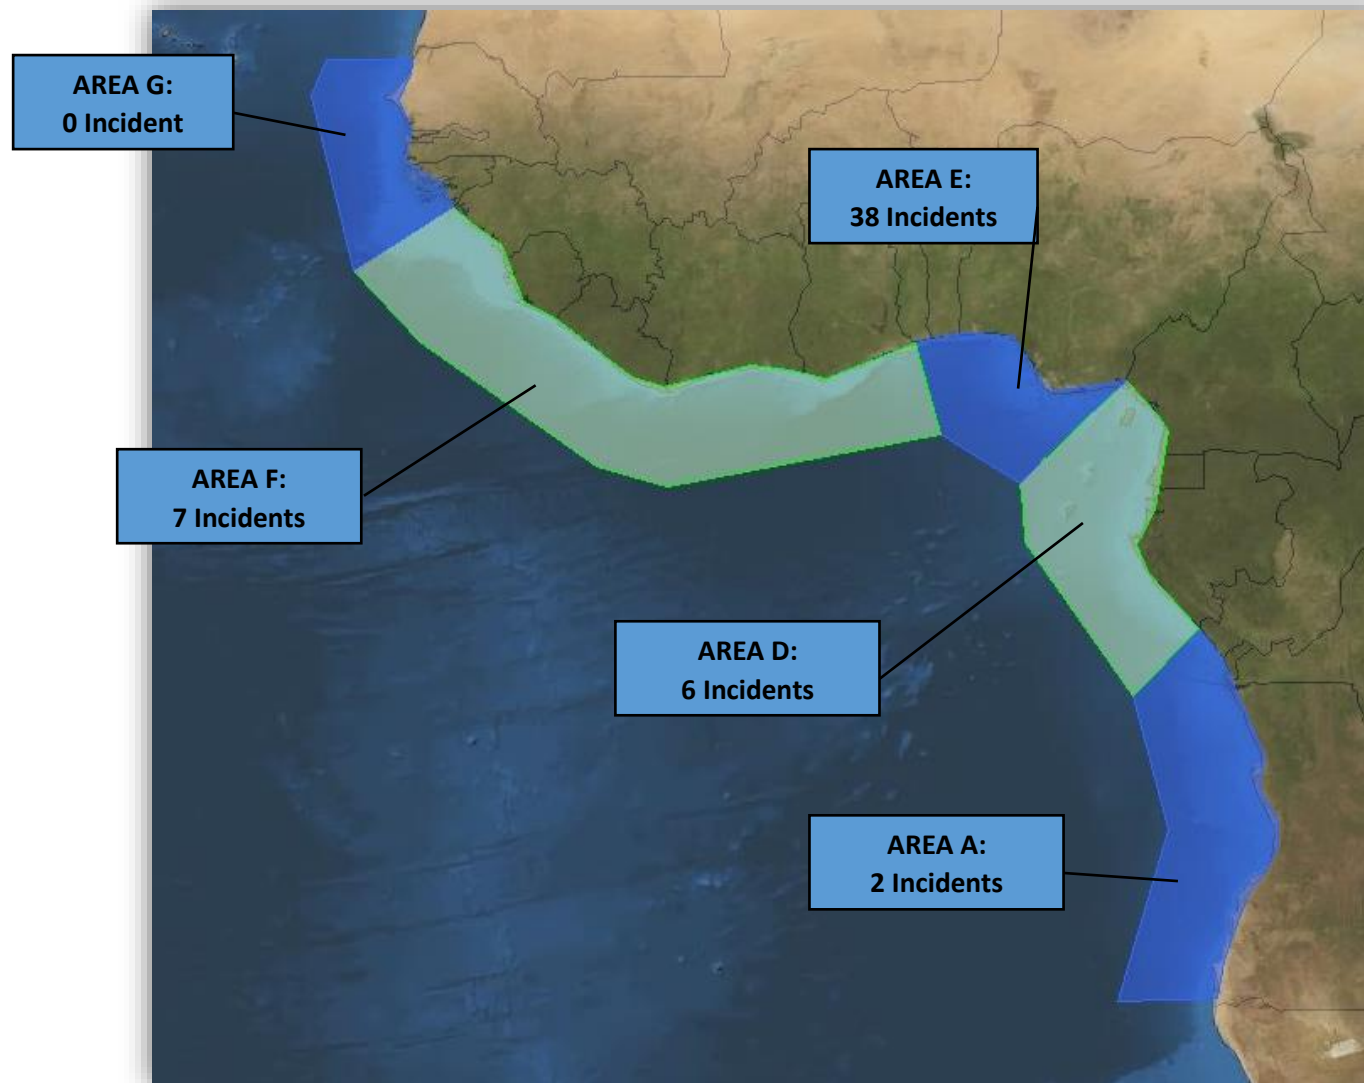 AREA G:
0 Incident
AREA E:
38 Incidents
AREA F:
7 Incidents
AREA D:
6 Incidents
AREA A:
2 Incidents